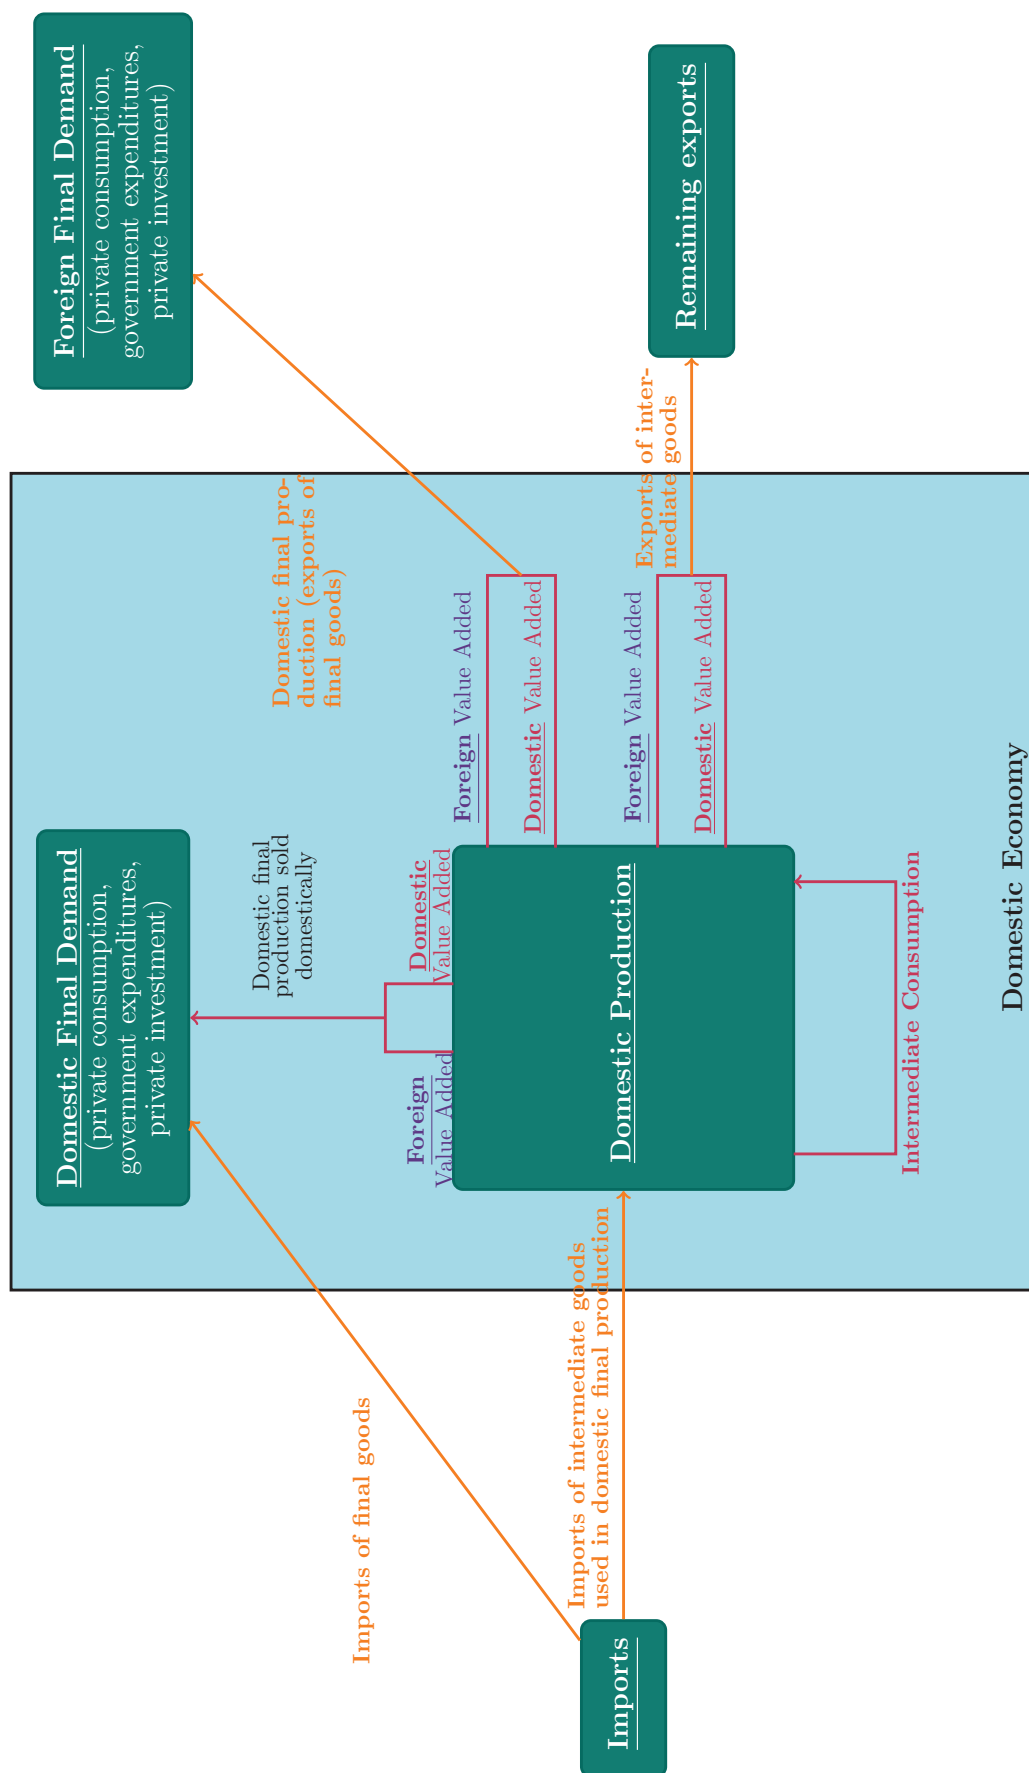 Domestic Final Demand
(private consumption,
government expenditures,
private investment)
Foreign Final Demand
(private consumption,
government expenditures,
private investment)
Imports of final goods
Domestic final
production sold
domestically
Domestic final pro-
duction (exports of
final goods)
Foreign
Value Added
Domestic
Value Added
Foreign Value Added
Domestic Value Added
Imports
Imports of intermediate goods
used in domestic final production
Domestic Production
Foreign Value Added
Domestic Value Added
Exports of inter-
mediate goods
Remaining exports
Intermediate Consumption
Domestic Economy